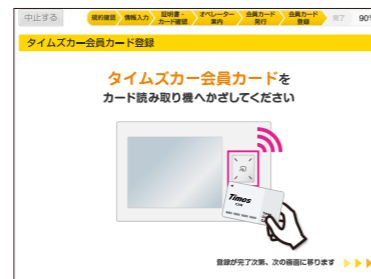 中止する
規約確認
情報入力
証明書・
カード確認
オペレーター
案内
会員カード
発行
会員カード
登録
完了
90%
タイムズカー会員カード登録
タイムズカー会員カードを
カード読み取り機へかざしてください
Times
CAR
登録が完了次第、次の画面に移ります